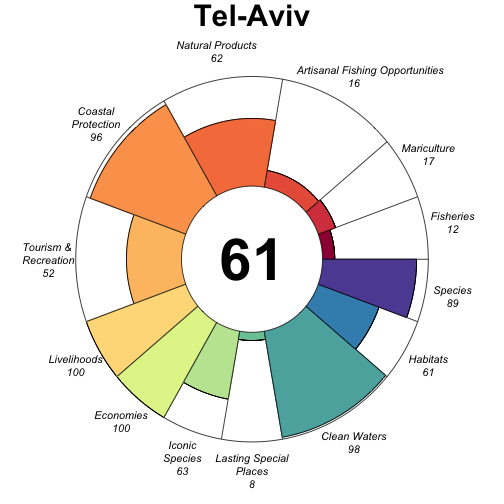 Tel-Aviv
Natural Products
62
Artisanal Fishing Opportunities
16
Coastal
Protection
96
Mariculture
17
Fisheries
12
Tourism &
Recreation
52
61
Species
89
Livelihoods
100
Habitats
61
Economies
100
Clean Waters
98
Iconic
Species
63
Lasting Special
Places
8